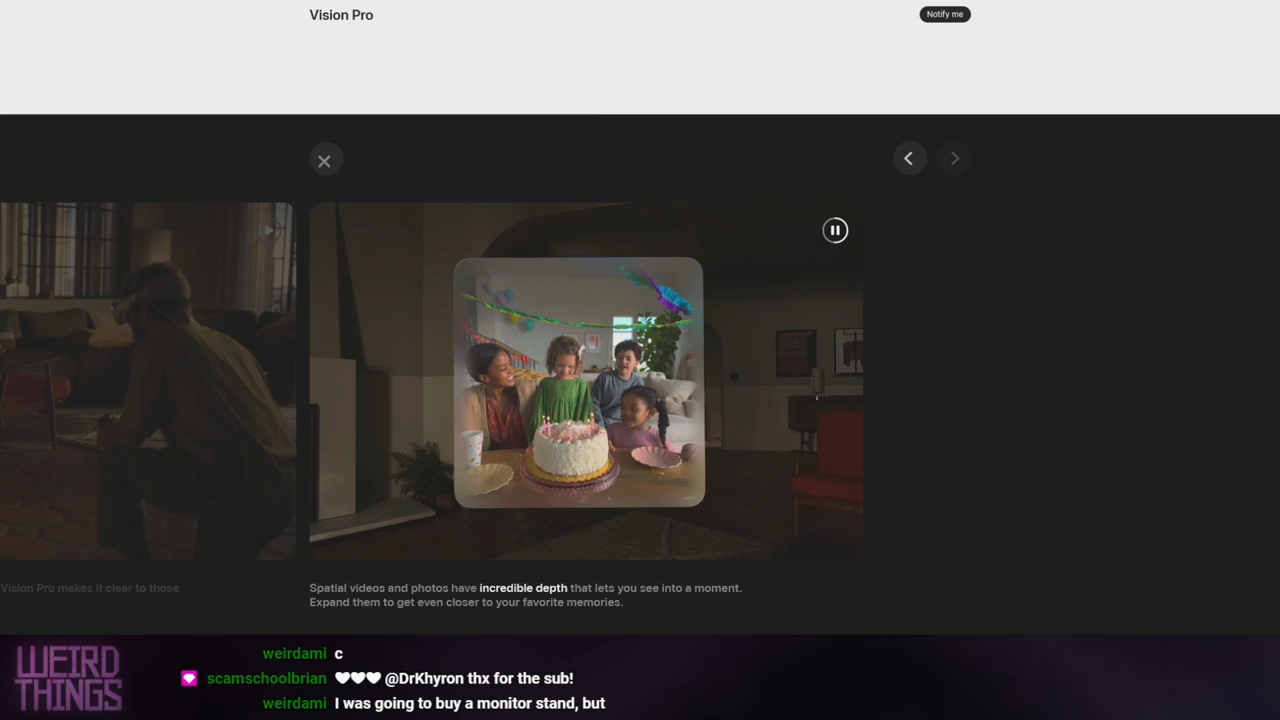 Vision Pro
Notify me
Vision Pro makes it clear to those
Spatial videos and photos have incredible depth that lets you see into a moment.
Expand them to get even closer to your favorite memories.
WEIRD
THINGS
weirdami c
scamschoolbrian 🤍🤍🤍 @DrKhyron thx for the sub!
weirdami I was going to buy a monitor stand, but